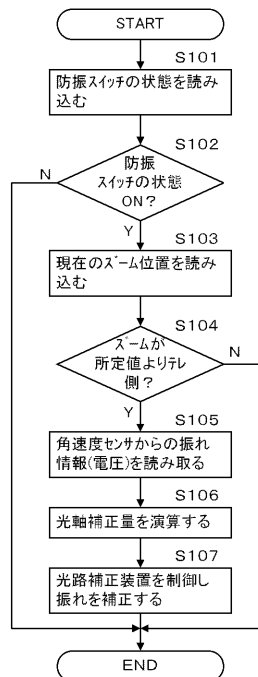 START
S101
防振スイッチの状態を読み
込む
S102
防振
スイッチの状態
ON?
N
Y
S103
現在のズーム位置を読み
込む
S104
ズームが
所定値よりテレ
側?
N
Y
S105
角速度センサからの振れ
情報(電圧)を読み取る
S106
光軸補正量を演算する
S107
光路補正装置を制御し
振れを補正する
END